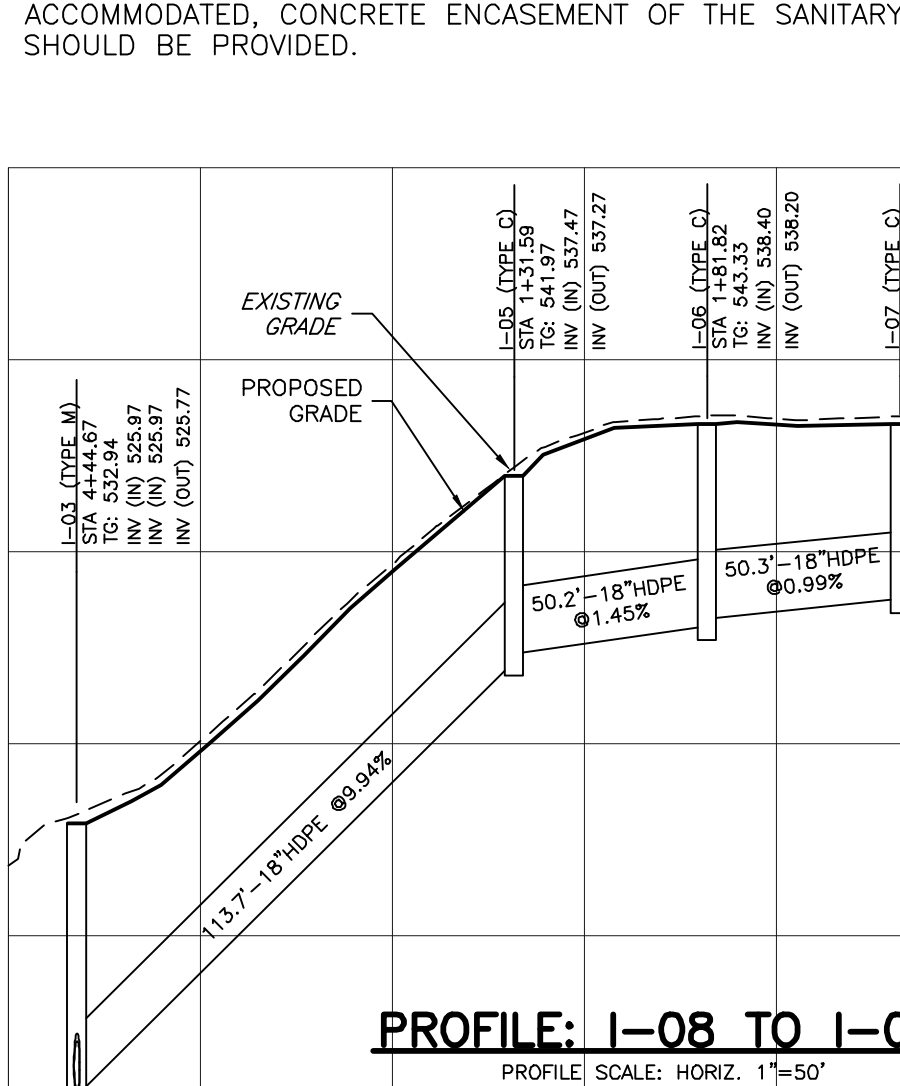 ACCOMMODATED, CONCRETE ENCASEMENT OF THE SANITARY
SHOULD BE PROVIDED.
I-03 (TYPE M)
STA 4+44.67
TG: 532.94
INV (IN) 525.97
INV (IN) 525.97
INV (OUT) 525.77
EXISTING
GRADE
PROPOSED
GRADE
I-05 (TYPE C)
STA 1+31.59
TG: 541.97
INV (IN) 537.47
INV (OUT) 537.27
I-06 (TYPE C)
STA 1+81.82
TG: 543.33
INV (IN) 538.40
INV (OUT) 538.20
I-07 (TYPE C)
113.7'-18"HDPE @9.94%
50.2'-18"HDPE
@1.45%
50.3'-18"HDPE
@0.99%
PROFILE: I-08 TO I-0
PROFILE SCALE: HORIZ. 1"=50'